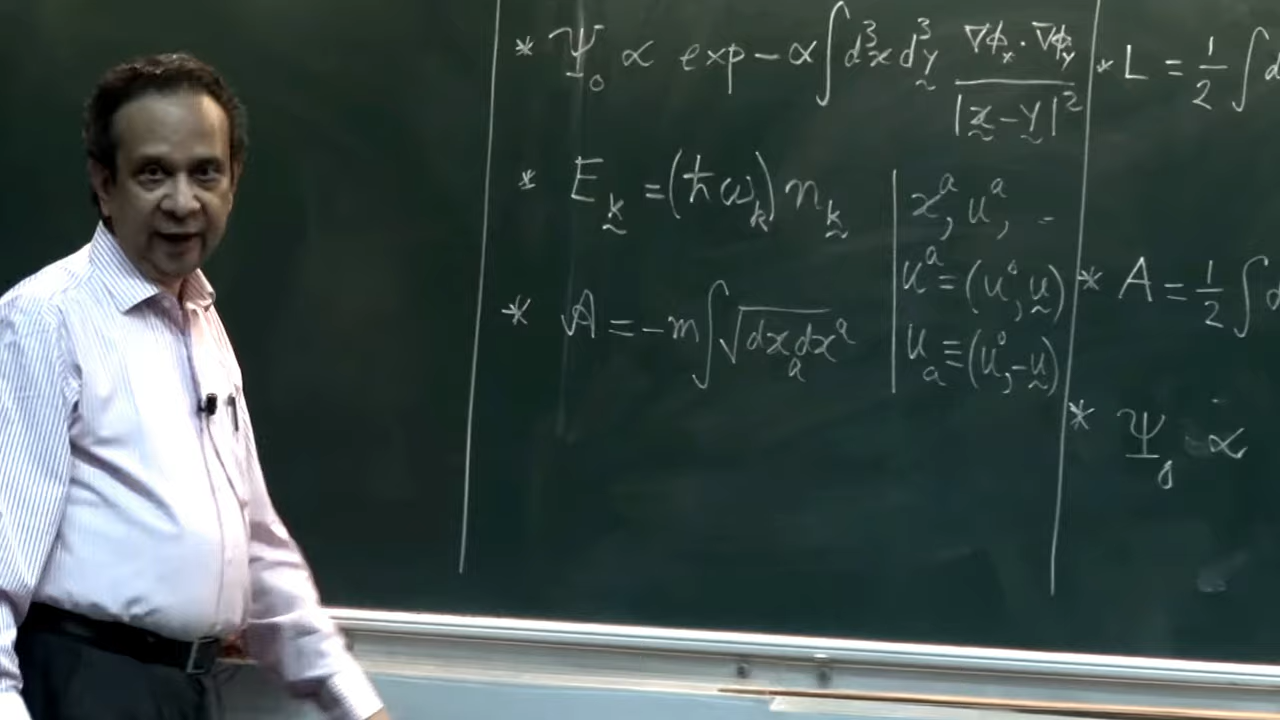 * Ψ₀ ∝ exp - α ∫ d³x d³y ∇ϕₓ · ∇ϕᵧ / |x - y|²
* E_k = (ħω_k) n_k
* A = -m ∫ √(dxₐdxᵃ)
xᵃ, uᵃ, -
uᵃ = (u⁰, u)
uₐ ≡ (u⁰, -u)
* L = 1/2 ∫ d
* A = 1/2 ∫ d
* Ψ₀ ∝